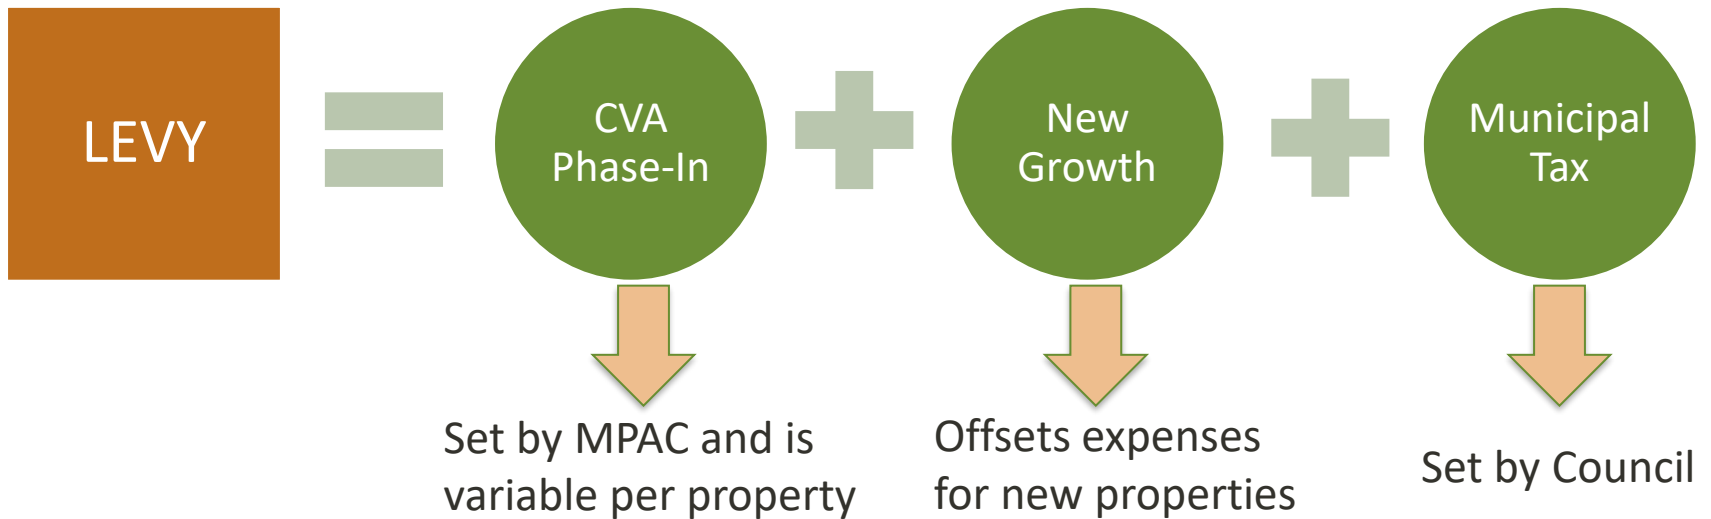 LEVY
CVA
Phase-In
New
Growth
Municipal
Tax
Set by MPAC and is
variable per property
Offsets expenses
for new properties
Set by Council